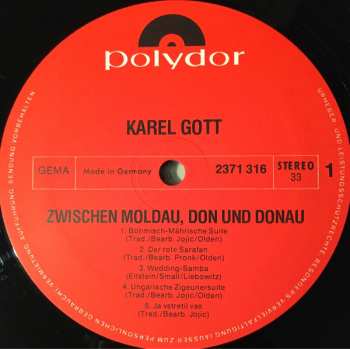 polydor
KAREL GOTT
GEMA
Made in Germany
2371 316
STEREO
33
1
ZWISCHEN MOLDAU, DON UND DONAU
1. Böhmisch-Mährische Suite
(Trad./Bearb. Jojic/Olden)
2. Der rote Sarafan
(Trad./Bearb. Pronk/Olden)
3. Wedding-Samba
(Ellstein/Small/Liebowitz)
4. Ungarische Zigeunersuite
(Trad./Bearb. Jojic/Olden)
5. Ja vstretil vas
(Trad./Bearb. Jojic)